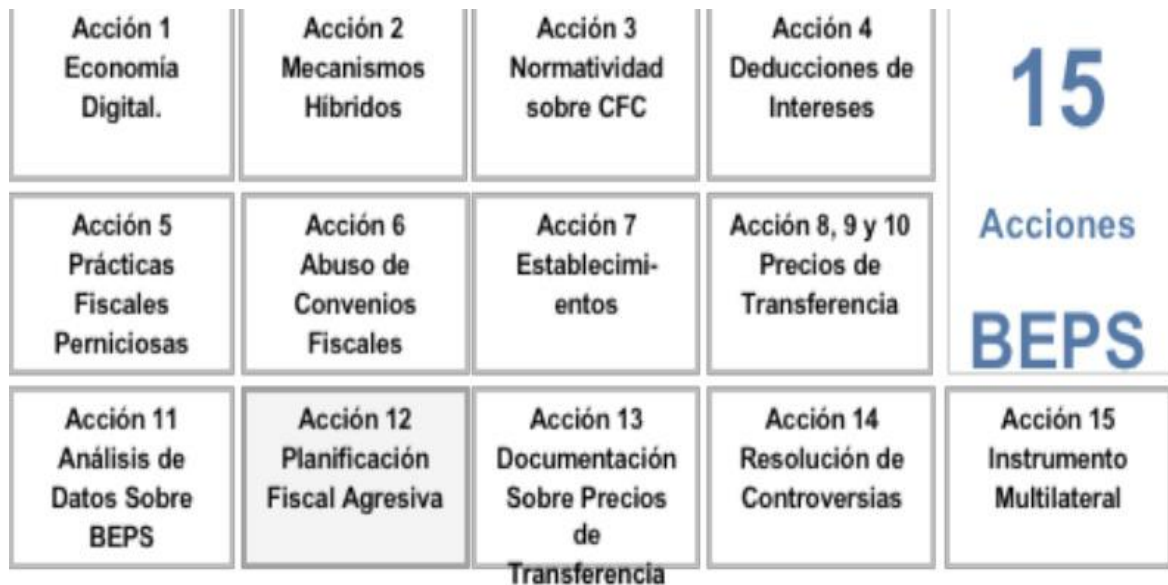 Acción 1
Economía
Digital.
Acción 2
Mecanismos
Híbridos
Acción 3
Normatividad
sobre CFC
Acción 4
Deducciones de
Intereses
15
Acciones
BEPS
Acción 5
Prácticas
Fiscales
Perniciosas
Acción 6
Abuso de
Convenios
Fiscales
Acción 7
Establecimi-
entos
Acción 8, 9 y 10
Precios de
Transferencia
Acción 11
Análisis de
Datos Sobre
BEPS
Acción 12
Planificación
Fiscal Agresiva
Acción 13
Documentación
Sobre Precios
de
Transferencia
Acción 14
Resolución de
Controversias
Acción 15
Instrumento
Multilateral